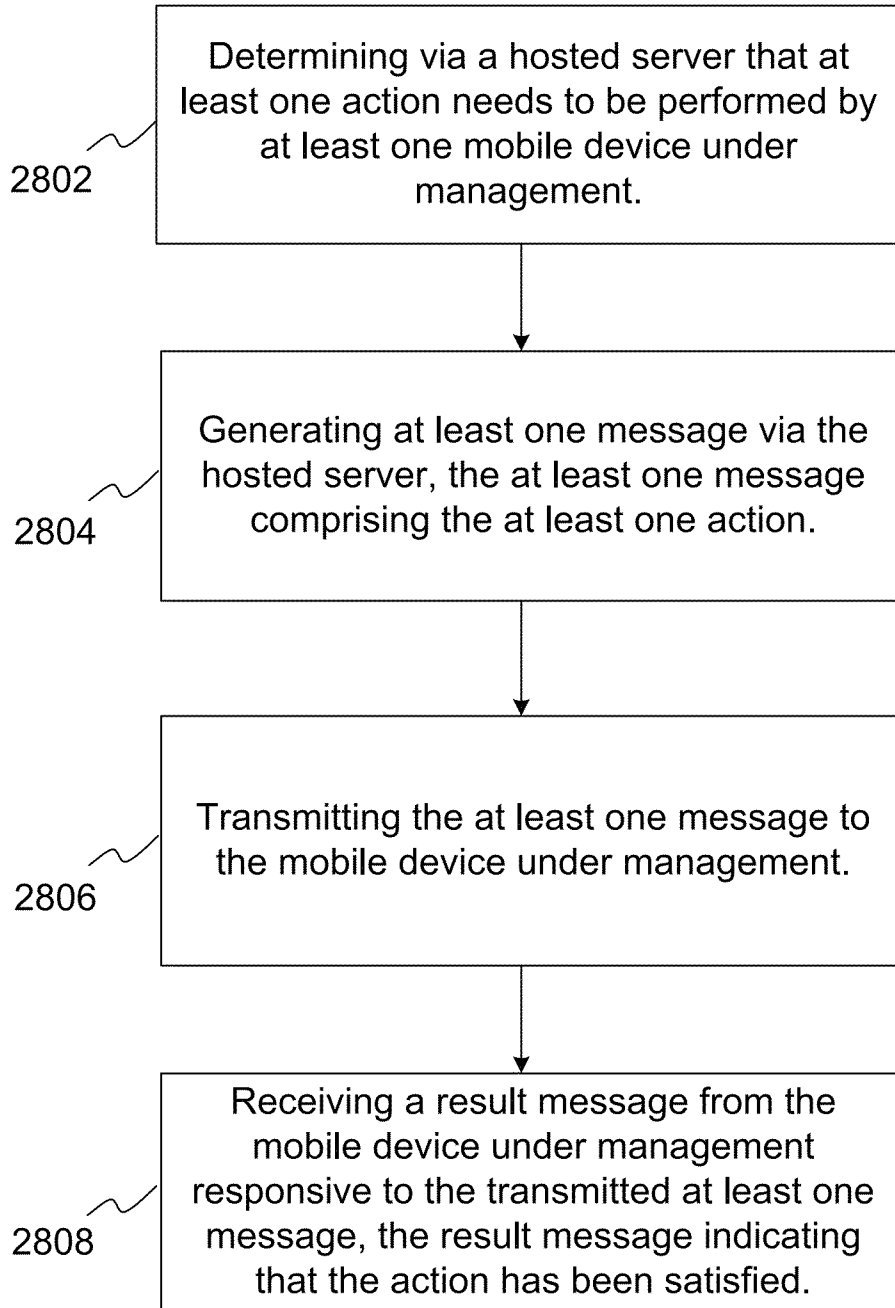 Determining via a hosted server that at
least one action needs to be performed by
at least one mobile device under
management.
2802
Generating at least one message via the
hosted server, the at least one message
comprising the at least one action.
2804
Transmitting the at least one message to
the mobile device under management.
2806
Receiving a result message from the
mobile device under management
responsive to the transmitted at least one
message, the result message indicating
that the action has been satisfied.
2808